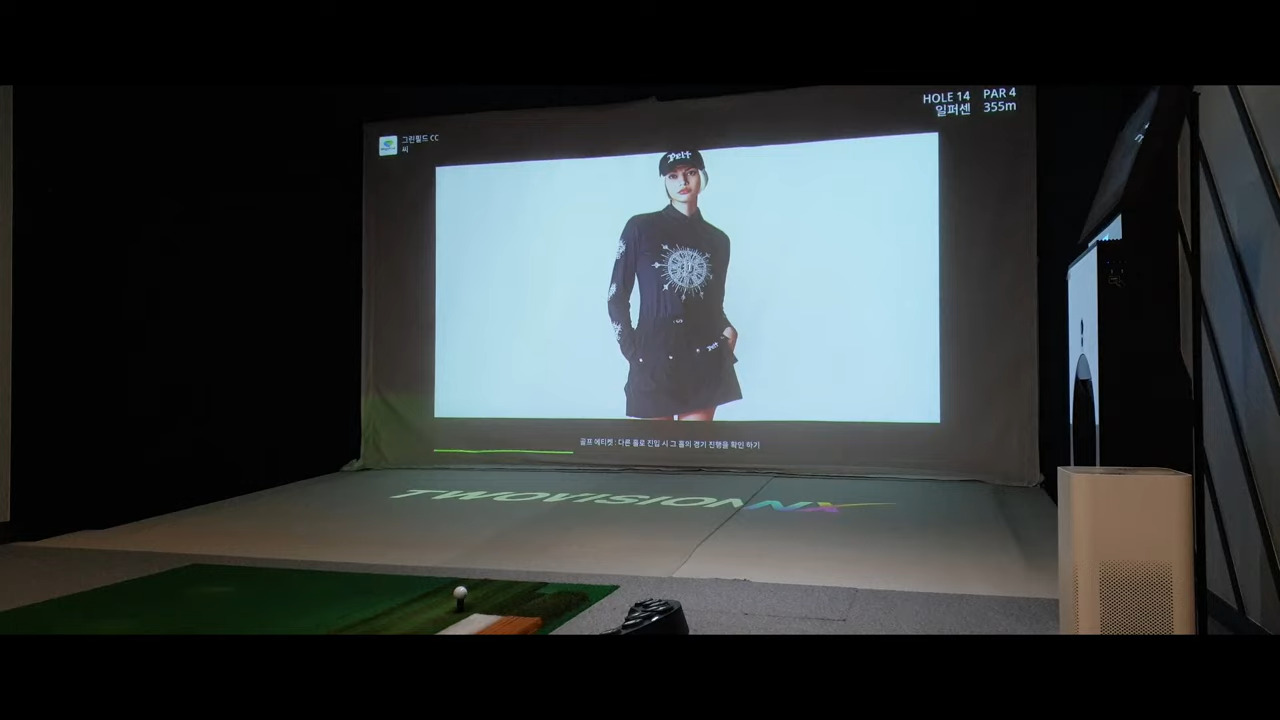 HOLE 14 PAR 4
일퍼센 355m
그린필드 CC
씨
Pelt
Pelt
골프 에티켓 : 다른 홀로 진입 시 그 홀의 경기 진행을 확인 하기
TWOVISIONNX